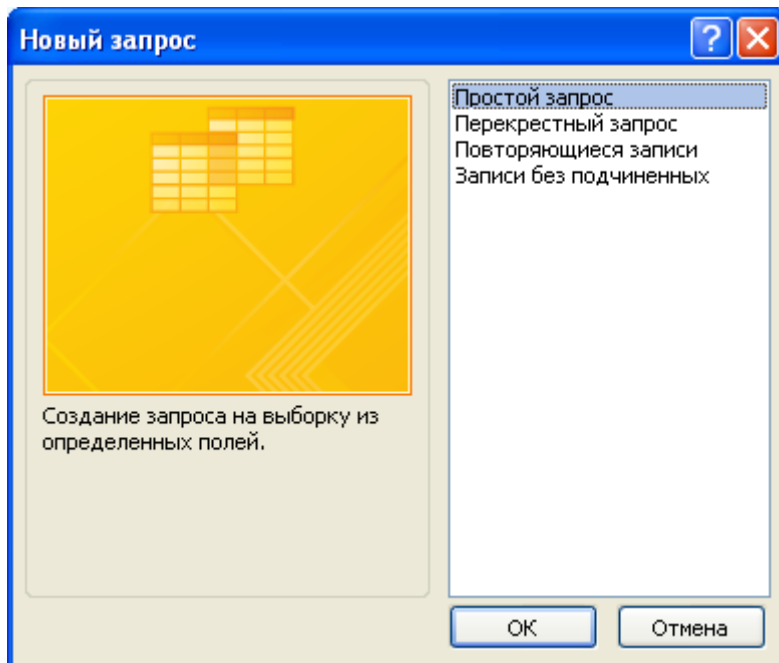 Новый запрос
Простой запрос
Перекрестный запрос
Повторяющиеся записи
Записи без подчиненных
Создание запроса на выборку из
определенных полей.
ОК
Отмена